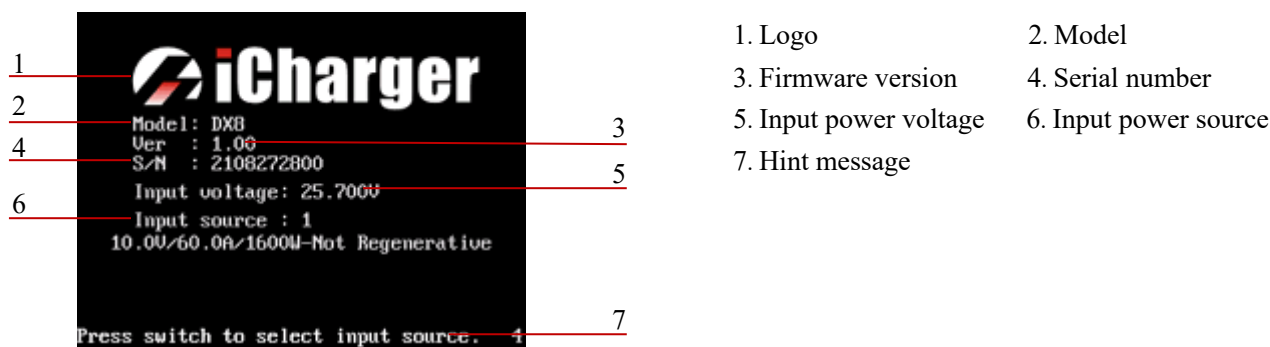 iCharger
Model: DX8
Ver : 1.00
S/N : 2108272800
Input voltage: 25.700V
Input source : 1
10.0V/60.0A/1600W-Not Regenerative
Press switch to select input source. 4
1
2
4
6
3
5
7
1. Logo 2. Model
3. Firmware version 4. Serial number
5. Input power voltage 6. Input power source
7. Hint message